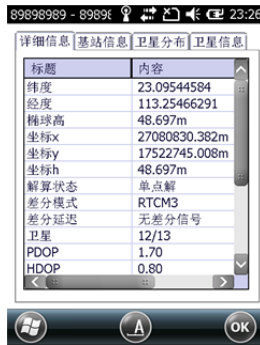 89898989 - 8989 23:26
详细信息 基站信息 卫星分布 卫星信息
标题 内容
纬度 23.09544584
经度 113.25466291
椭球高 48.697m
坐标x 27080830.382m
坐标y 17522745.008m
坐标h 48.697m
解算状态 单点解
差分模式 RTCM3
差分延迟 无差分信号
卫星 12/13
PDOP 1.70
HDOP 0.80
A
OK